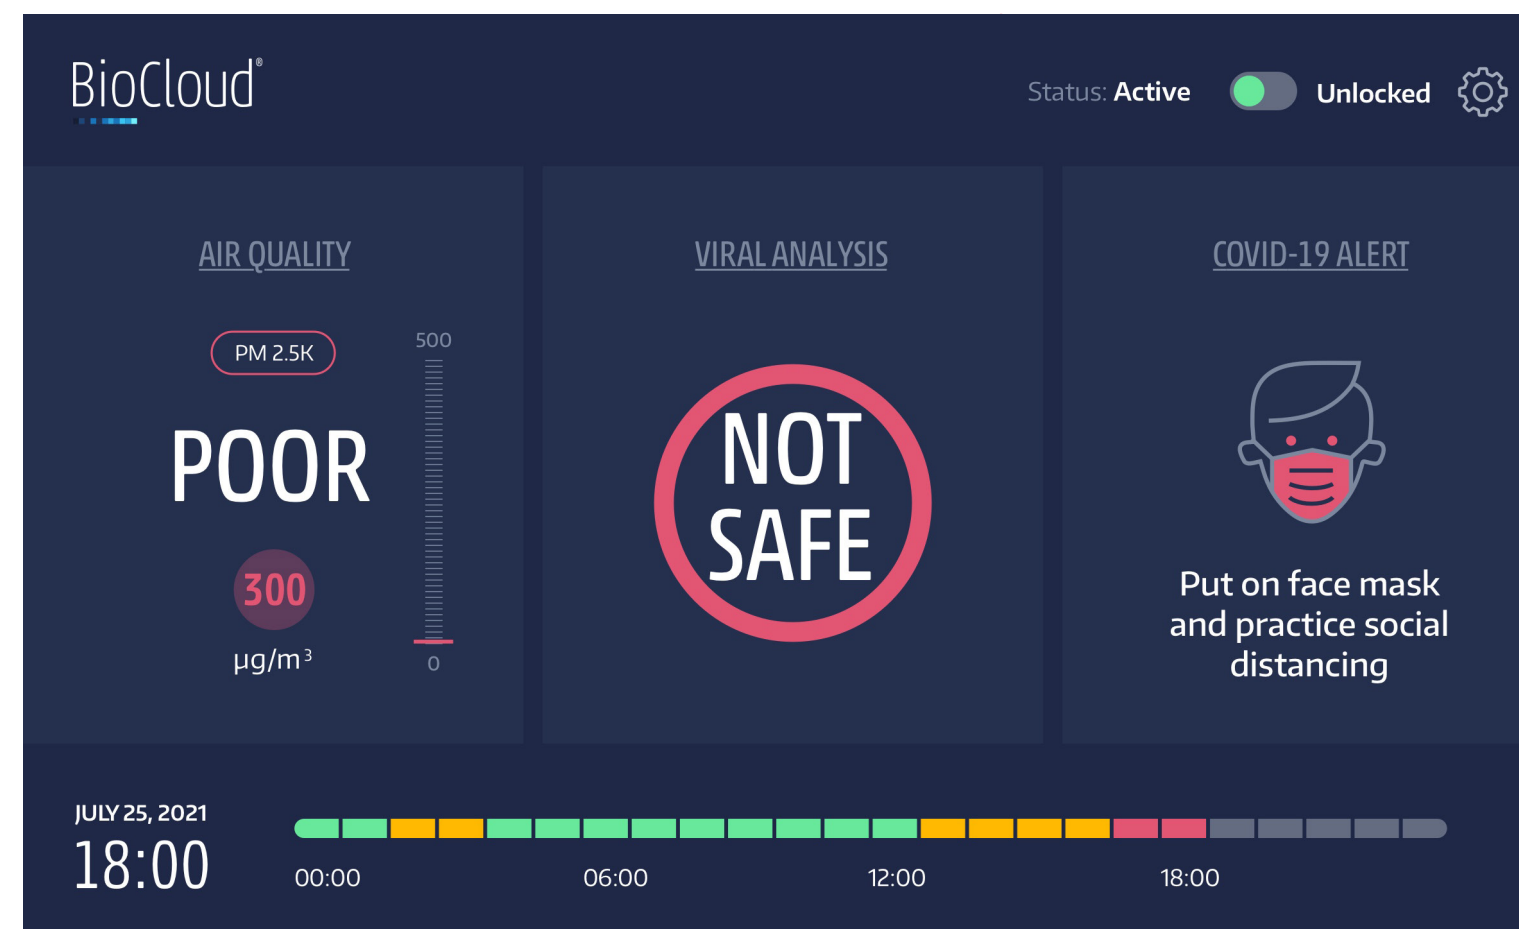 BioCloud®
Status: Active
Unlocked
AIR QUALITY
PM 2.5K
500
POOR
300
µg/m³
0
VIRAL ANALYSIS
NOT
SAFE
COVID-19 ALERT
Put on face mask
and practice social
distancing
JULY 25, 2021
18:00
00:00
06:00
12:00
18:00